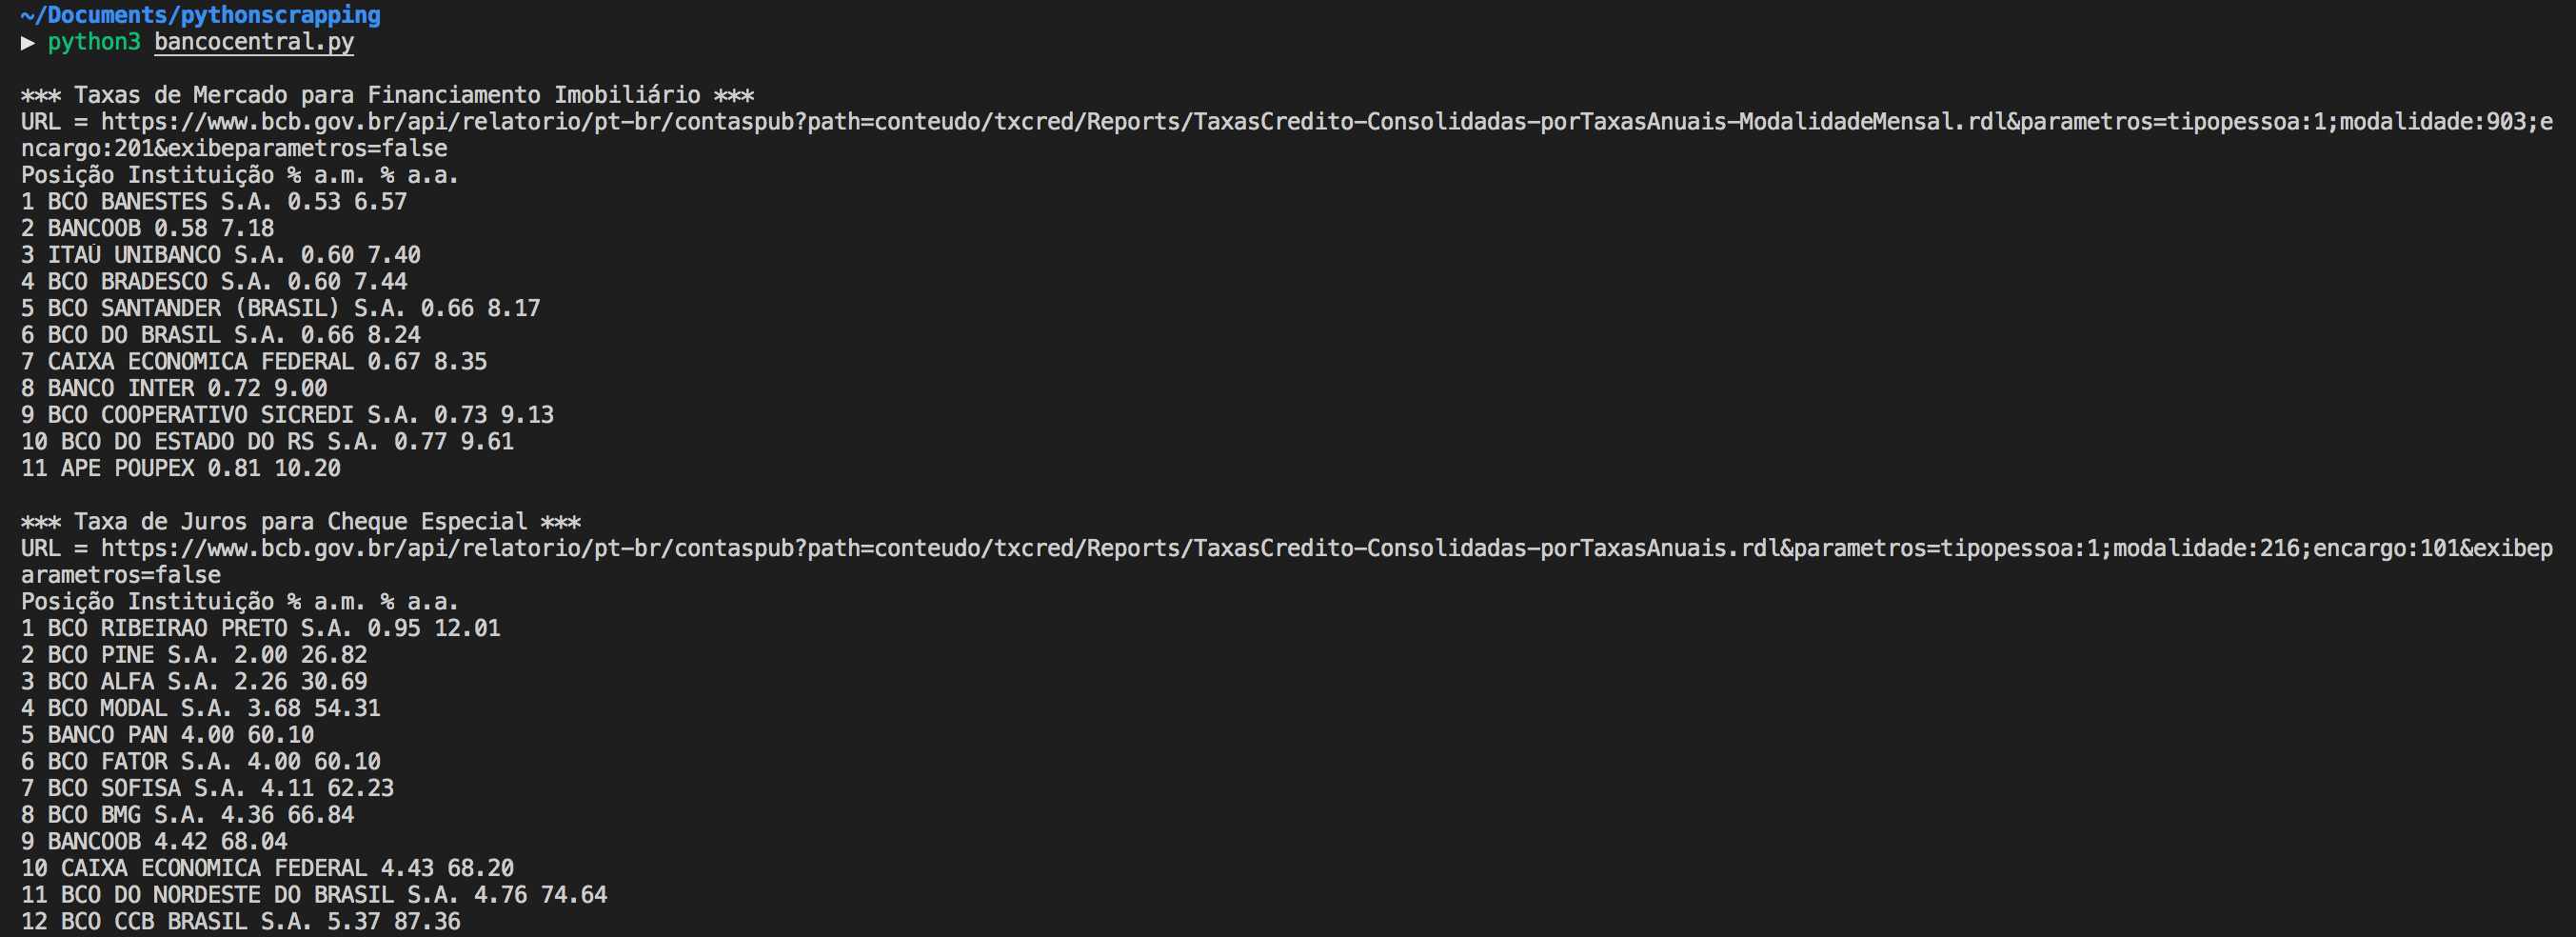 ~/Documents/pythonscrapping
▶ python3 bancocentral.py
*** Taxas de Mercado para Financiamento Imobiliário ***
URL = https://www.bcb.gov.br/api/relatorio/pt-br/contaspub?path=conteudo/txcred/Reports/TaxasCredito-Consolidadas-porTaxasAnuais-ModalidadeMensal.rdl&parametros=tipopessoa:1;modalidade:903;e
ncargo:201&exibeparametros=false
Posição Instituição % a.m. % a.a.
1 BCO BANESTES S.A. 0.53 6.57
2 BANCOOB 0.58 7.18
3 ITAÚ UNIBANCO S.A. 0.60 7.40
4 BCO BRADESCO S.A. 0.60 7.44
5 BCO SANTANDER (BRASIL) S.A. 0.66 8.17
6 BCO DO BRASIL S.A. 0.66 8.24
7 CAIXA ECONOMICA FEDERAL 0.67 8.35
8 BANCO INTER 0.72 9.00
9 BCO COOPERATIVO SICREDI S.A. 0.73 9.13
10 BCO DO ESTADO DO RS S.A. 0.77 9.61
11 APE POUPEX 0.81 10.20
*** Taxa de Juros para Cheque Especial ***
URL = https://www.bcb.gov.br/api/relatorio/pt-br/contaspub?path=conteudo/txcred/Reports/TaxasCredito-Consolidadas-porTaxasAnuais.rdl&parametros=tipopessoa:1;modalidade:216;encargo:101&exibep
arametros=false
Posição Instituição % a.m. % a.a.
1 BCO RIBEIRAO PRETO S.A. 0.95 12.01
2 BCO PINE S.A. 2.00 26.82
3 BCO ALFA S.A. 2.26 30.69
4 BCO MODAL S.A. 3.68 54.31
5 BANCO PAN 4.00 60.10
6 BCO FATOR S.A. 4.00 60.10
7 BCO SOFISA S.A. 4.11 62.23
8 BCO BMG S.A. 4.36 66.84
9 BANCOOB 4.42 68.04
10 CAIXA ECONOMICA FEDERAL 4.43 68.20
11 BCO DO NORDESTE DO BRASIL S.A. 4.76 74.64
12 BCO CCB BRASIL S.A. 5.37 87.36